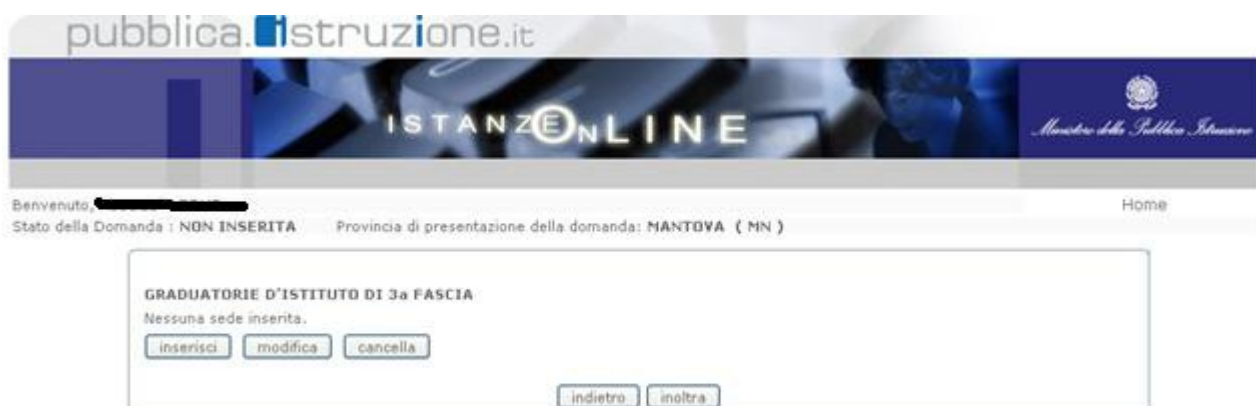 pubblica.istruzione.it
ISTANZE ONLINE
Ministero della Pubblica Istruzione
Benvenuto,
Home
Stato della Domanda : NON INSERITA Provincia di presentazione della domanda: MANTOVA ( MN )
GRADUATORIE D'ISTITUTO DI 3a FASCIA
Nessuna sede inserita.
inserisci modifica cancella
indietro inoltra